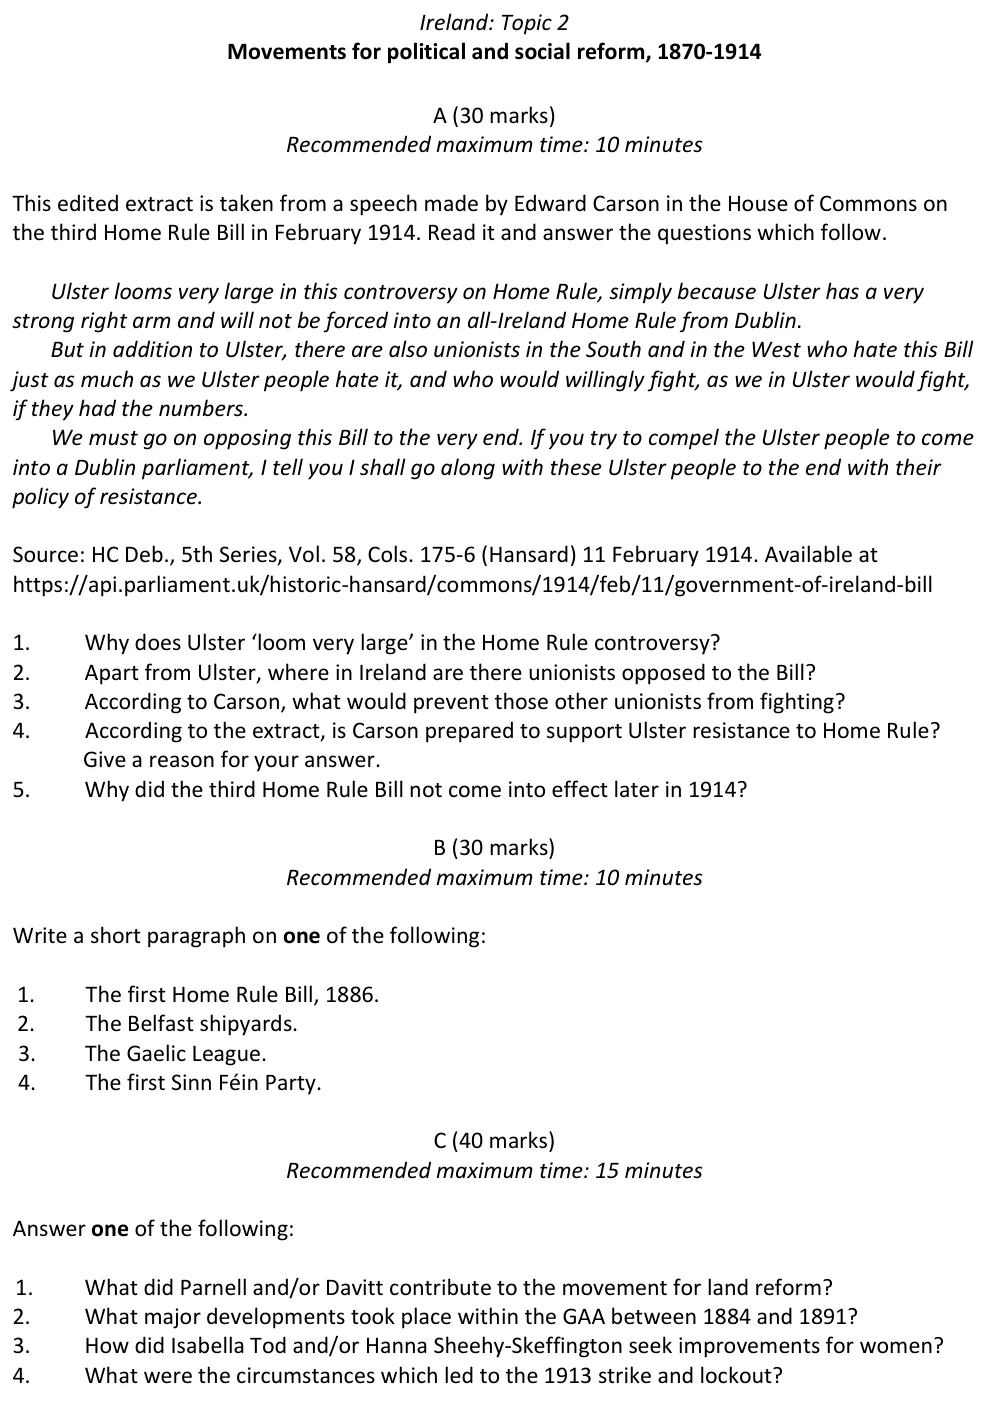 Ireland: Topic 2
Movements for political and social reform, 1870-1914
A (30 marks)
Recommended maximum time: 10 minutes
This edited extract is taken from a speech made by Edward Carson in the House of Commons on
the third Home Rule Bill in February 1914. Read it and answer the questions which follow.
Ulster looms very large in this controversy on Home Rule, simply because Ulster has a very
strong right arm and will not be forced into an all-Ireland Home Rule from Dublin.
But in addition to Ulster, there are also unionists in the South and in the West who hate this Bill
just as much as we Ulster people hate it, and who would willingly fight, as we in Ulster would fight,
if they had the numbers.
We must go on opposing this Bill to the very end. If you try to compel the Ulster people to come
into a Dublin parliament, I tell you I shall go along with these Ulster people to the end with their
policy of resistance.
Source: HC Deb., 5th Series, Vol. 58, Cols. 175-6 (Hansard) 11 February 1914. Available at
https://api.parliament.uk/historic-hansard/commons/1914/feb/11/government-of-ireland-bill
1. Why does Ulster ‘loom very large’ in the Home Rule controversy?
2. Apart from Ulster, where in Ireland are there unionists opposed to the Bill?
3. According to Carson, what would prevent those other unionists from fighting?
4. According to the extract, is Carson prepared to support Ulster resistance to Home Rule?
Give a reason for your answer.
5. Why did the third Home Rule Bill not come into effect later in 1914?
B (30 marks)
Recommended maximum time: 10 minutes
Write a short paragraph on one of the following:
1. The first Home Rule Bill, 1886.
2. The Belfast shipyards.
3. The Gaelic League.
4. The first Sinn Féin Party.
C (40 marks)
Recommended maximum time: 15 minutes
Answer one of the following:
1. What did Parnell and/or Davitt contribute to the movement for land reform?
2. What major developments took place within the GAA between 1884 and 1891?
3. How did Isabella Tod and/or Hanna Sheehy-Skeffington seek improvements for women?
4. What were the circumstances which led to the 1913 strike and lockout?